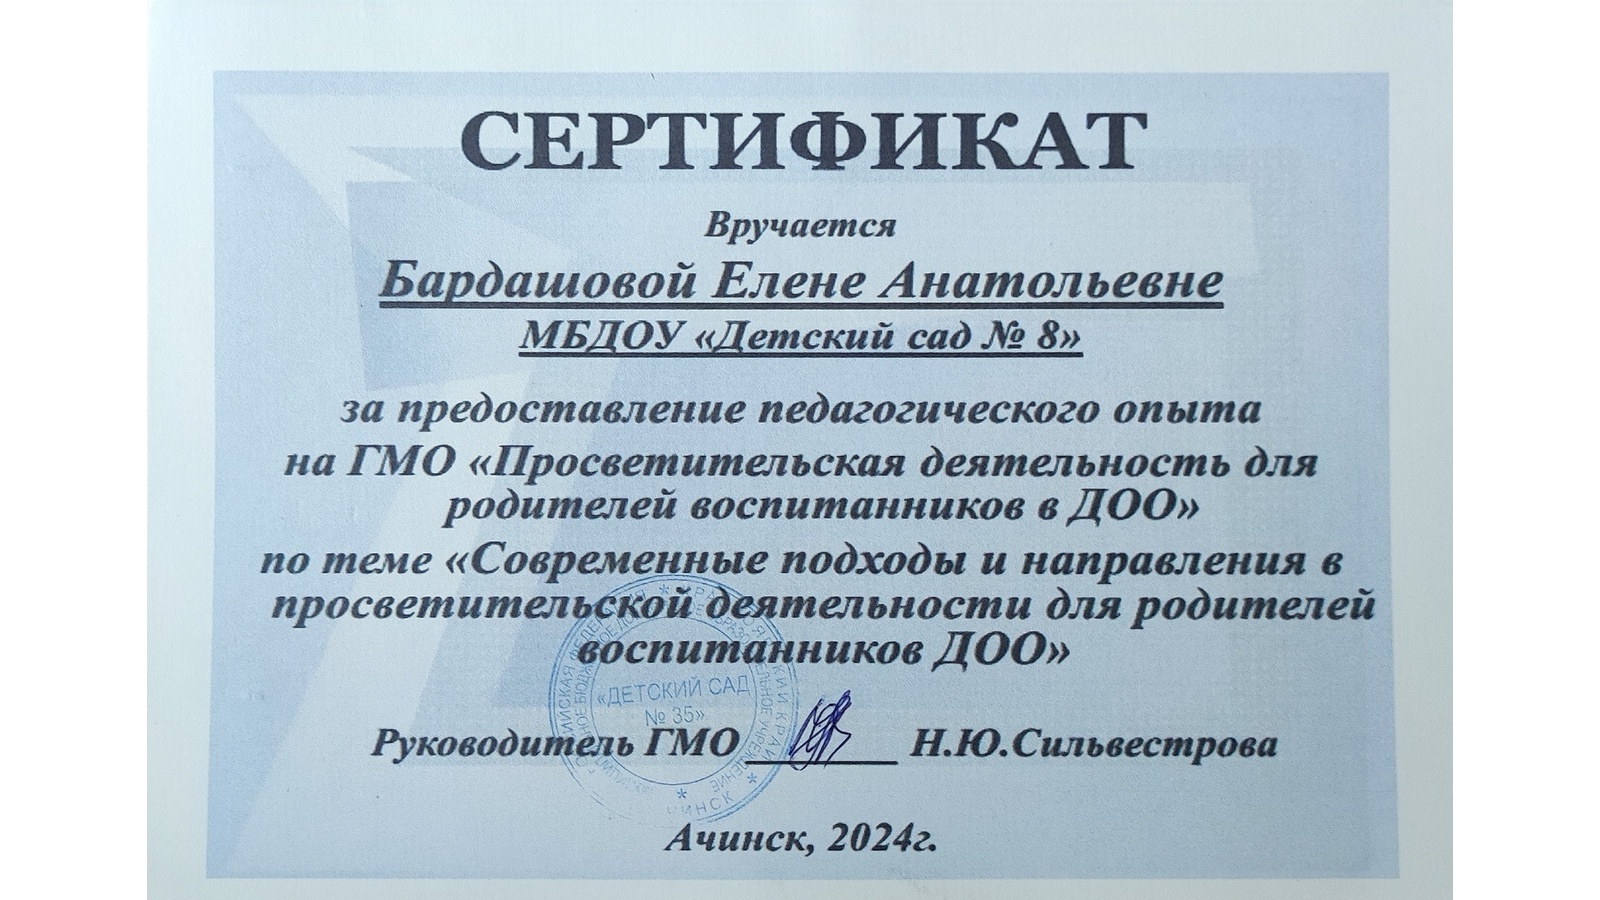 СЕРТИФИКАТ
Вручается
Бардашовой Елене Анатольевне
МБДОУ «Детский сад № 8»
за предоставление педагогического опыта
на ГМО «Просветительская деятельность для
родителей воспитанников в ДОО»
по теме «Современные подходы и направления в
просветительской деятельности для родителей
воспитанников ДОО»
«ДЕТСКИЙ САД
№ 35»
Руководитель ГМО Н.Ю.Сильвестрова
Ачинск, 2024г.